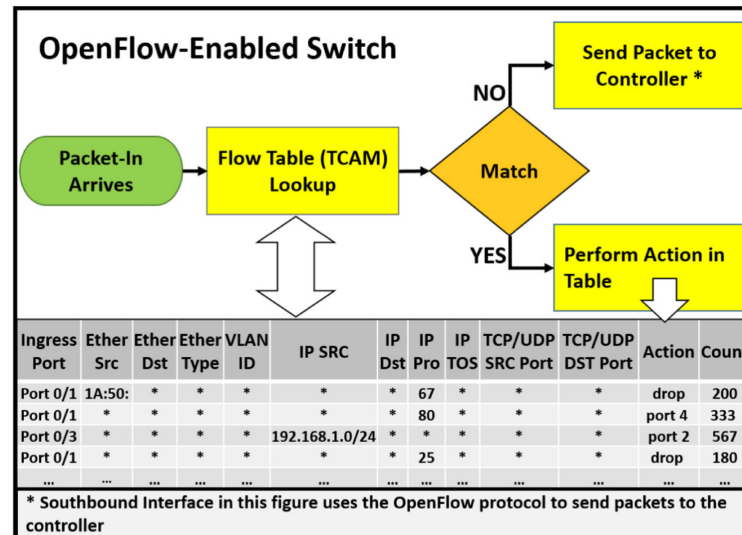 OpenFlow-Enabled Switch
Send Packet to
Controller *
NO
Packet-In
Arrives
Flow Table (TCAM)
Lookup
Match
YES
Perform Action in
Table
Ingress Port Ether Src Ether Dst Ether Type VLAN ID IP SRC IP Dst IP Pro IP TOS TCP/UDP SRC Port TCP/UDP DST Port Action Coun
Port 0/1 1A:50: * * * * * 67 * * * drop 200
Port 0/1 * * * * * * 80 * * * port 4 333
Port 0/3 * * * * 192.168.1.0/24 * * * * * port 2 567
Port 0/1 * * * * * * 25 * * * drop 180
... ... ... ... ... ... ... ... ... ... ... ... ...
* Southbound Interface in this figure uses the OpenFlow protocol to send packets to the
controller